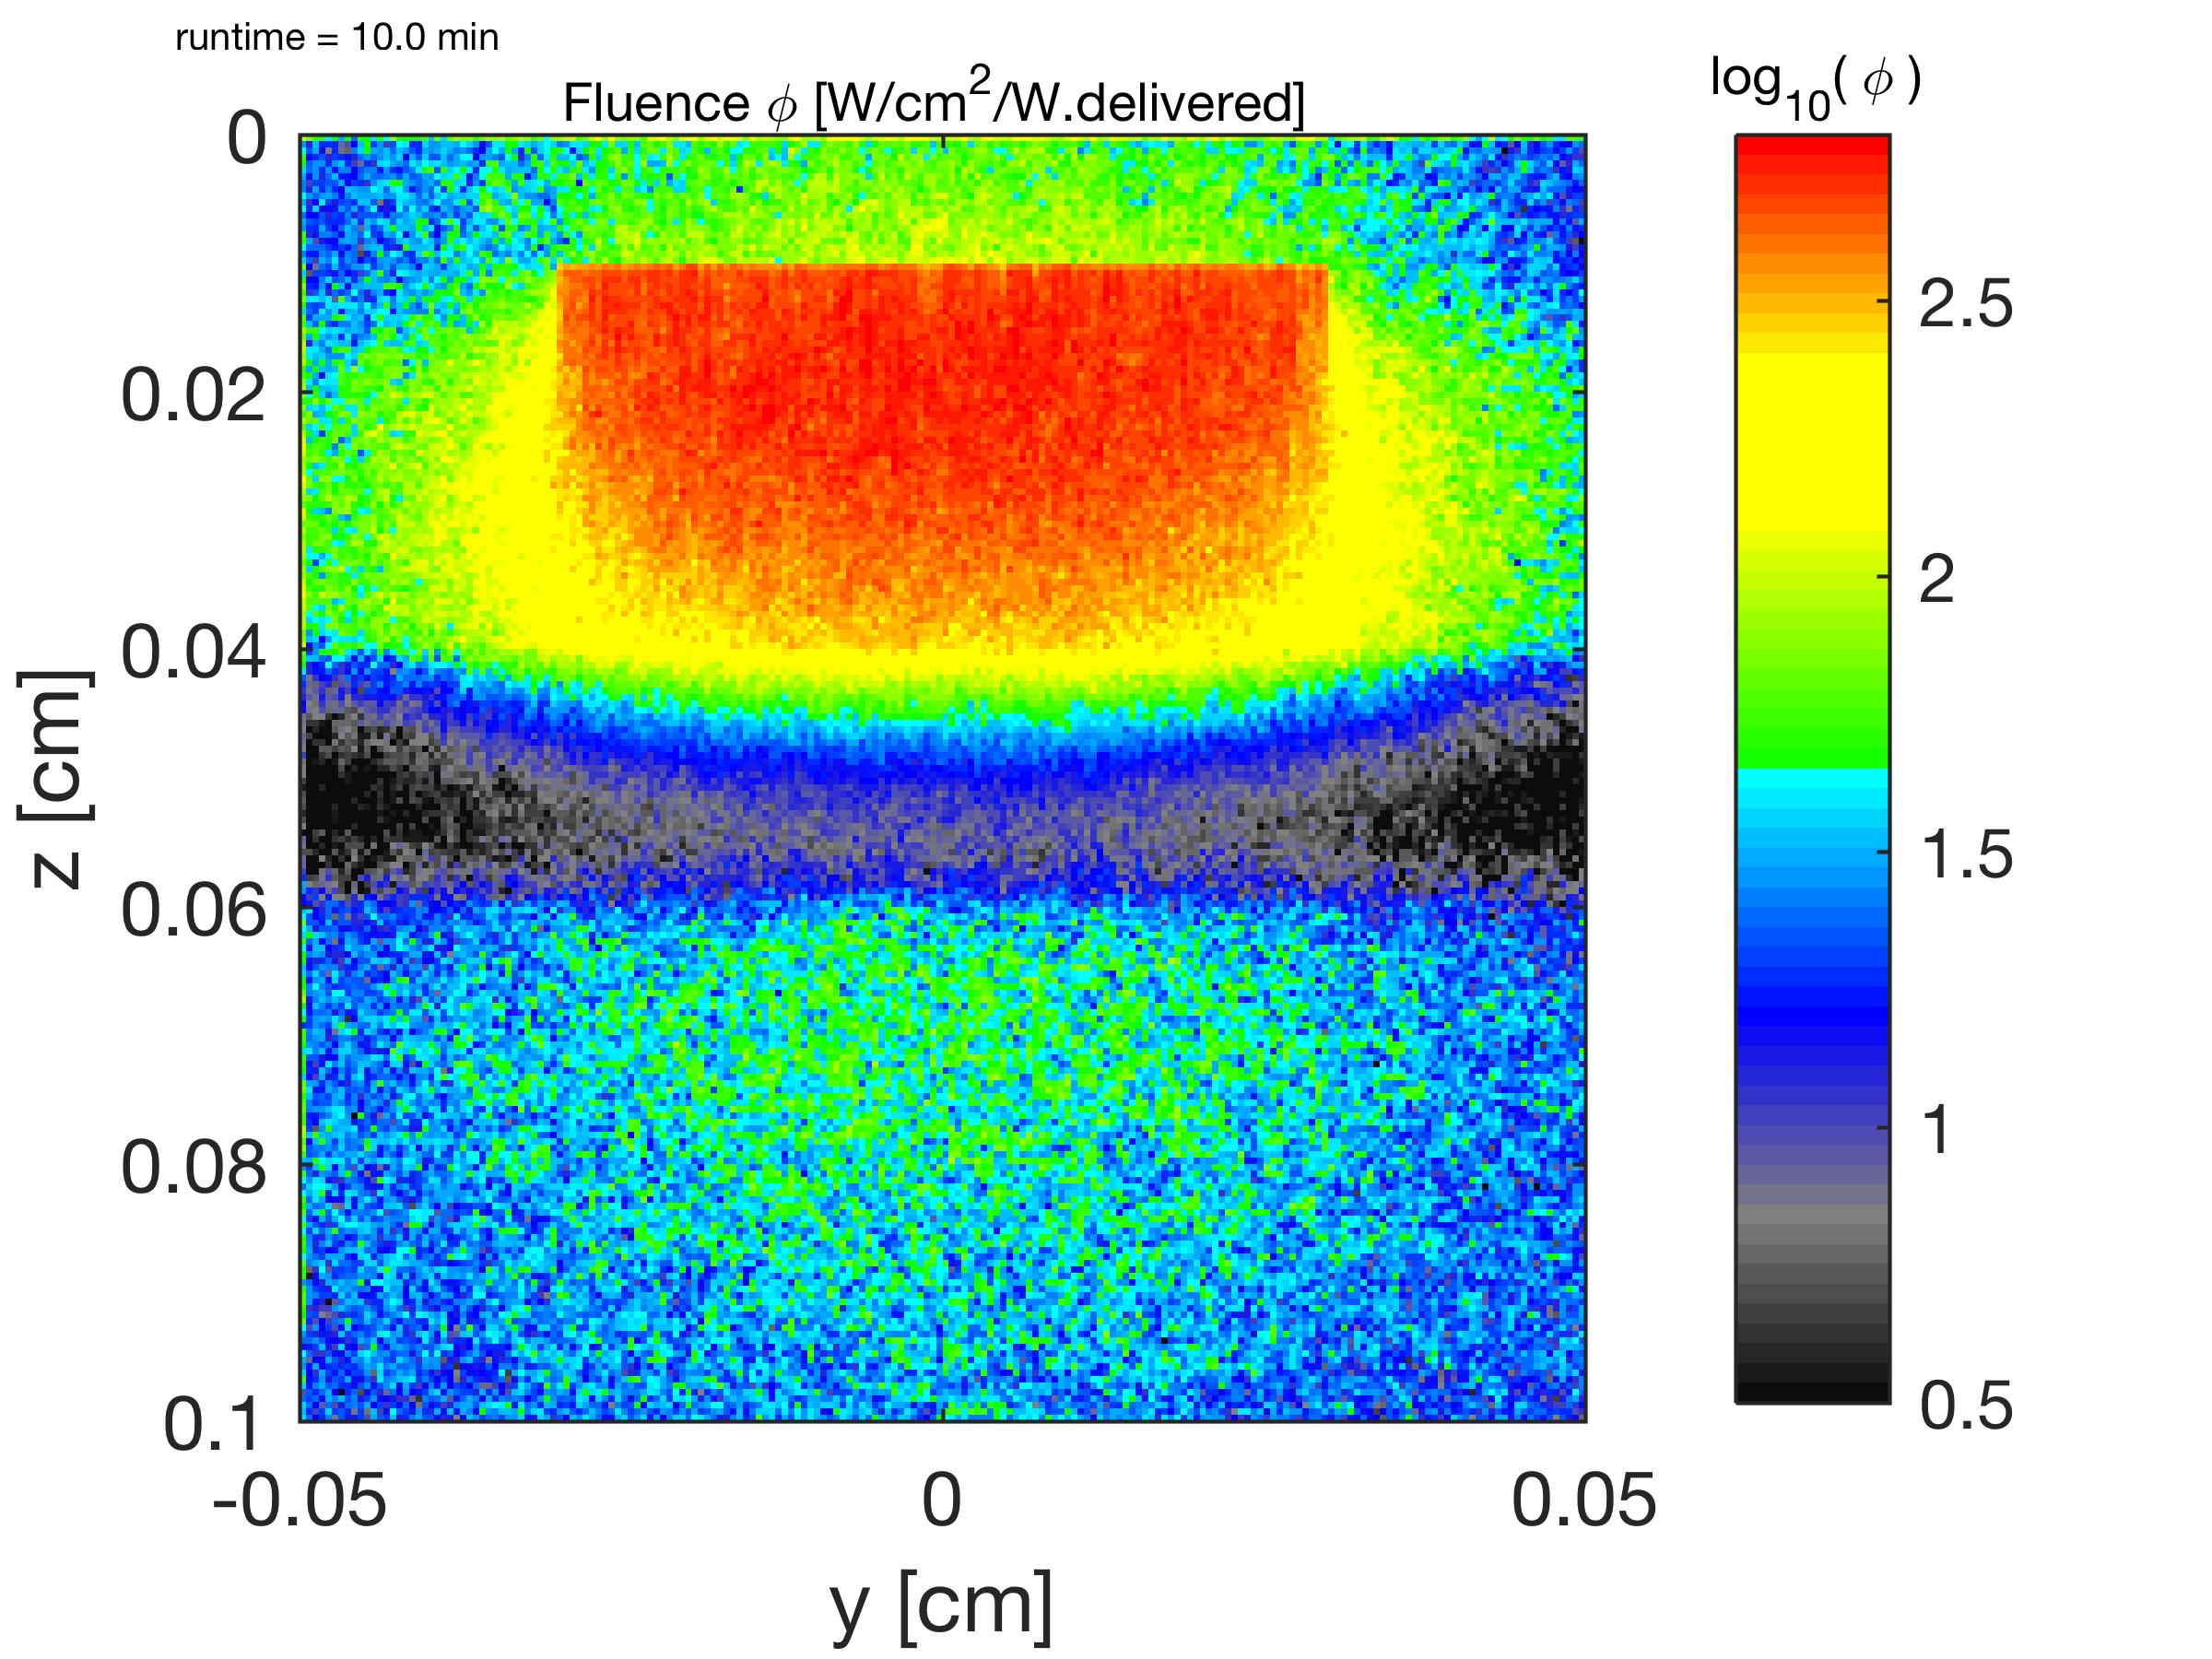 runtime = 10.0 min
Fluence ϕ [W/cm²/W.delivered]
log₁₀( ϕ )
0
0.02
0.04
0.06
0.08
0.1
z [cm]
-0.05 0 0.05
y [cm]
2.5
2
1.5
1
0.5